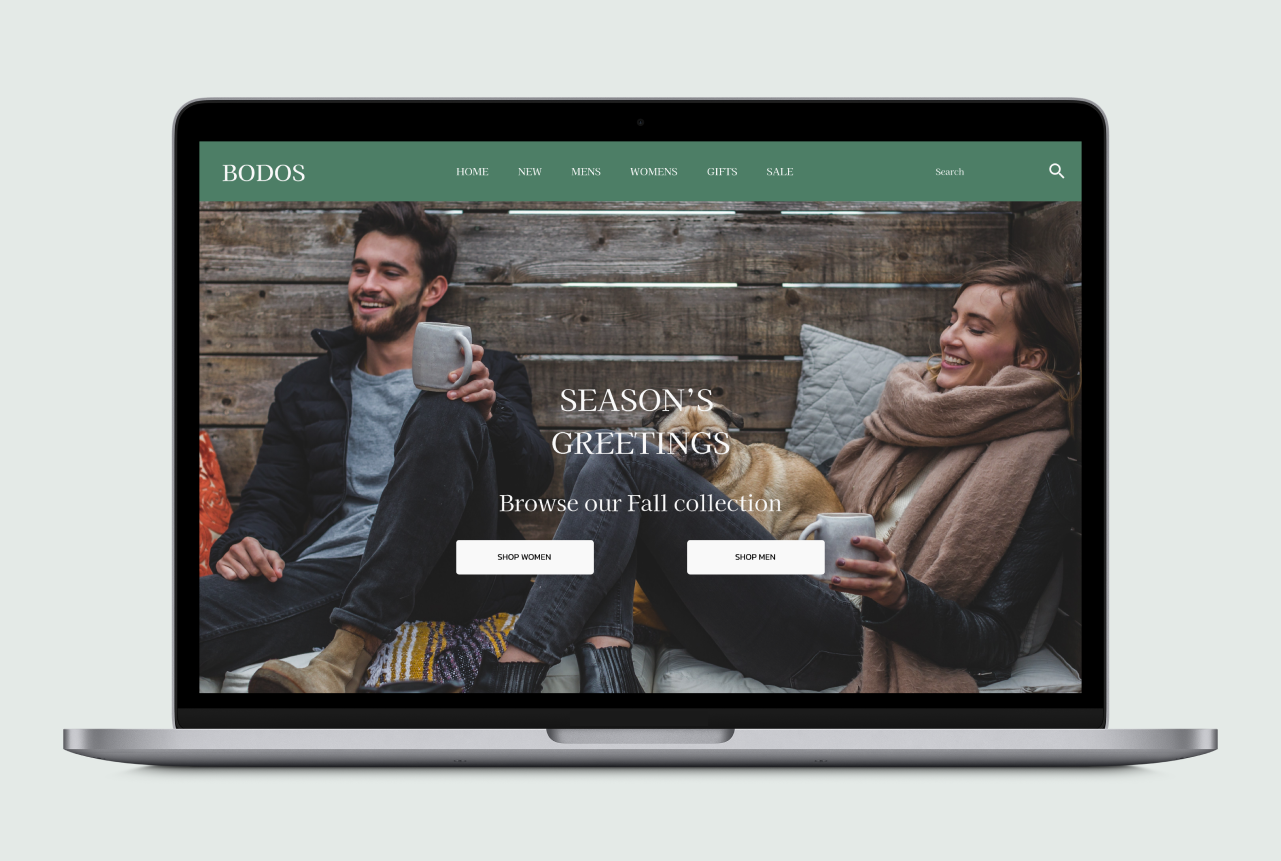 BODOS
HOME NEW MENS WOMENS GIFTS SALE
Search
SEASON’S
GREETINGS
Browse our Fall collection
SHOP WOMEN
SHOP MEN